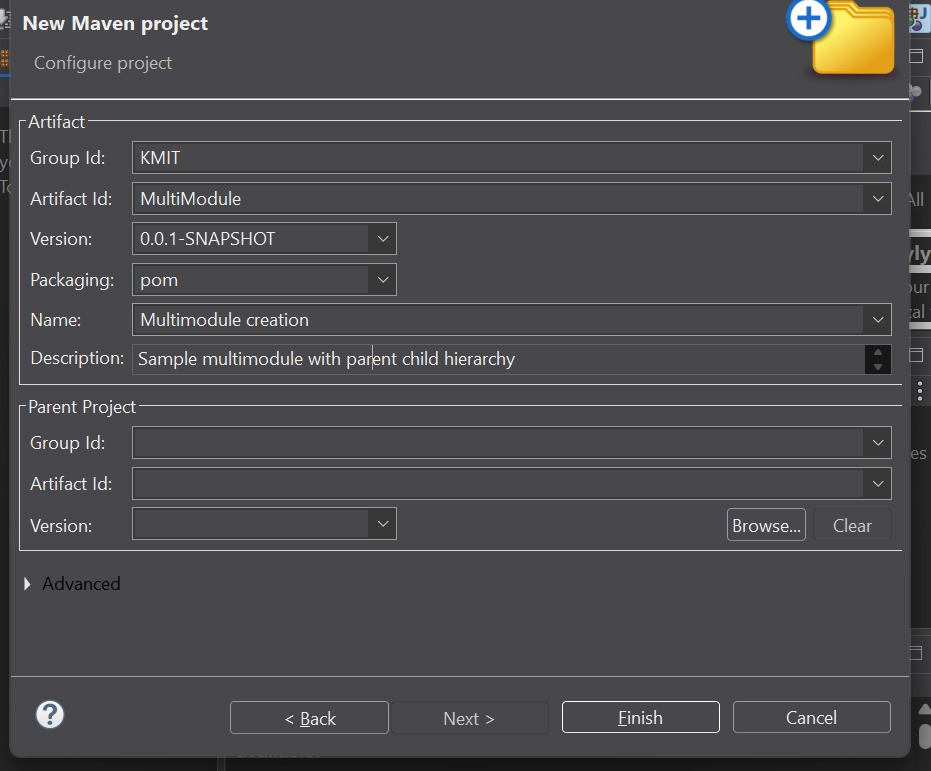 New Maven project
Configure project
Artifact
Group Id: KMIT
Artifact Id: MultiModule
Version: 0.0.1-SNAPSHOT
Packaging: pom
Name: Multimodule creation
Description: Sample multimodule with parent child hierarchy
Parent Project
Group Id:
Artifact Id:
Version:
Browse... Clear
Advanced
? < Back Next > Finish Cancel